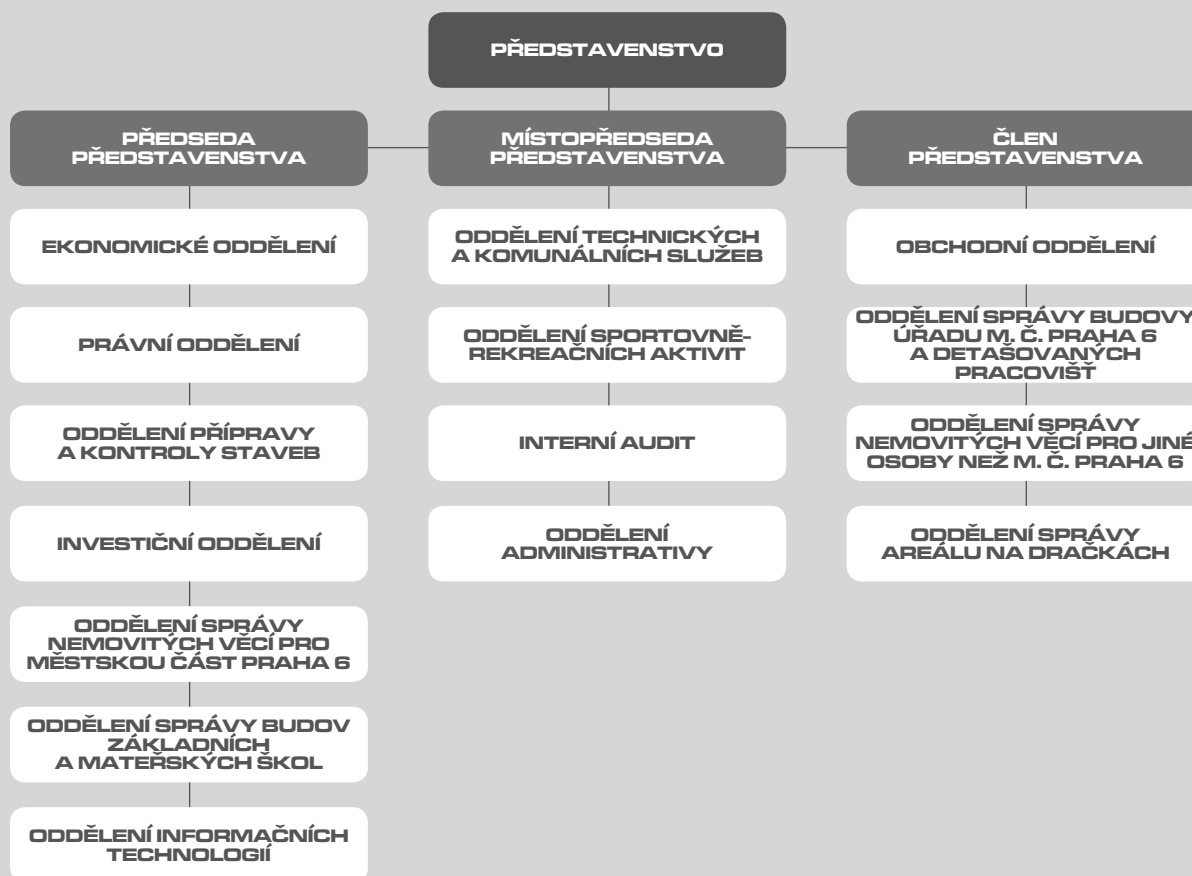 PŘEDSTAVENSTVO
PŘEDSEDA
PŘEDSTAVENSTVA
MÍSTOPŘEDSEDA
PŘEDSTAVENSTVA
ČLEN
PŘEDSTAVENSTVA
EKONOMICKÉ ODDĚLENÍ
PRÁVNÍ ODDĚLENÍ
ODDĚLENÍ PŘÍPRAVY
A KONTROLY STAVEB
INVESTIČNÍ ODDĚLENÍ
ODDĚLENÍ SPRÁVY
NEMOVITÝCH VĚCÍ PRO
MĚSTSKOU ČÁST PRAHA 6
ODDĚLENÍ SPRÁVY BUDOV
ZÁKLADNÍCH
A MATEŘSKÝCH ŠKOL
ODDĚLENÍ INFORMAČNÍCH
TECHNOLOGIÍ
ODDĚLENÍ TECHNICKÝCH
A KOMUNÁLNÍCH SLUŽEB
ODDĚLENÍ SPORTOVNĚ-
REKREAČNÍCH AKTIVIT
INTERNÍ AUDIT
ODDĚLENÍ
ADMINISTRATIVY
OBCHODNÍ ODDĚLENÍ
ODDĚLENÍ SPRÁVY BUDOVY
ÚŘADU M. Č. PRAHA 6
A DETAŠOVANÝCH
PRACOVIŠŤ
ODDĚLENÍ SPRÁVY
NEMOVITÝCH VĚCÍ PRO JINÉ
OSOBY NEŽ M. Č. PRAHA 6
ODDĚLENÍ SPRÁVY
AREÁLU NA DRAČKÁCH